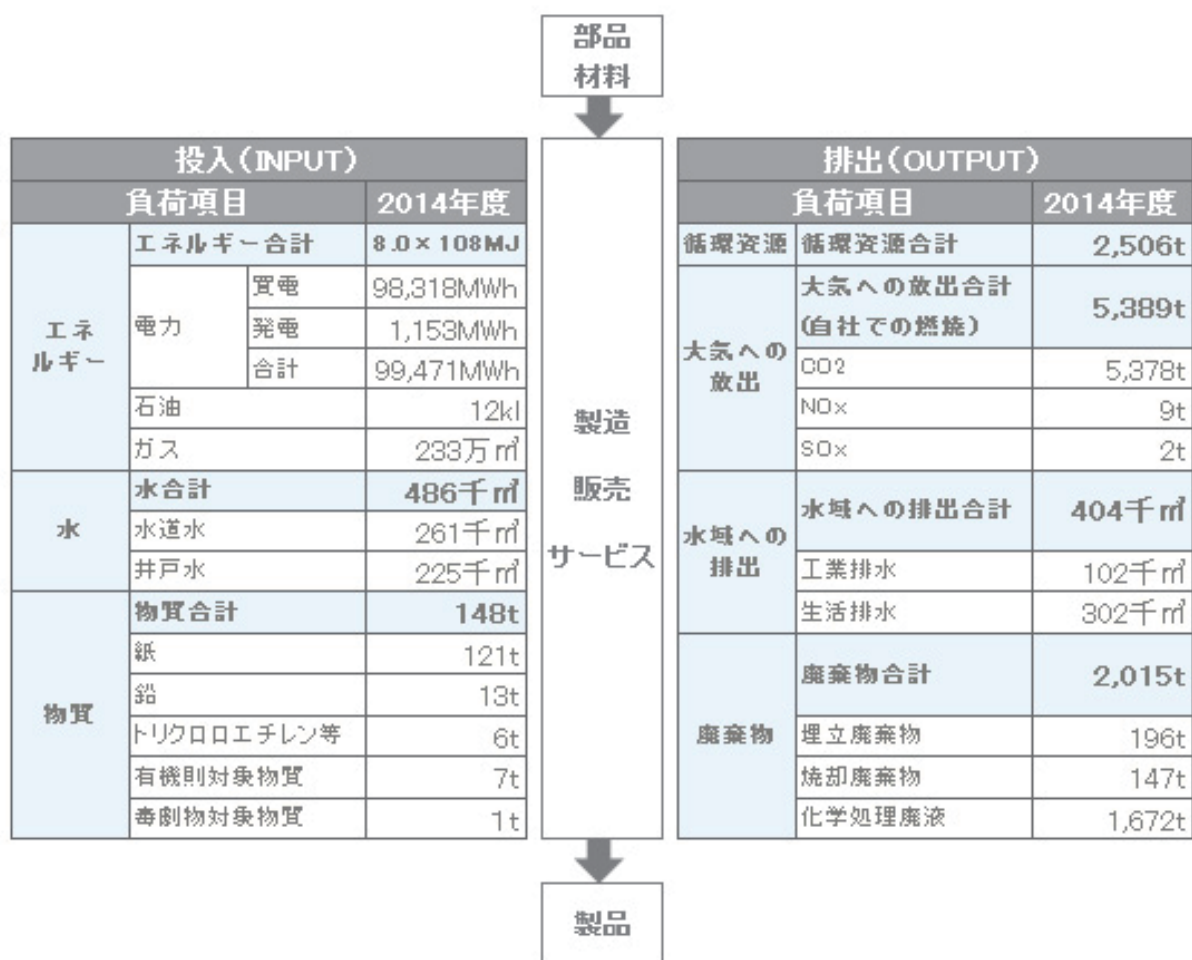 部品
材料
投入(INPUT)
負荷項目 2014年度
エネルギー合計 8.0×108MJ
エネ
ルギー
電力
買電 98,318MWh
発電 1,153MWh
合計 99,471MWh
石油 12kl
ガス 233万㎥
水
水合計 486千㎥
水道水 261千㎥
井戸水 225千㎥
物質
物質合計 148t
紙 121t
鉛 13t
トリクロロエチレン等 6t
有機則対象物質 7t
毒劇物対象物質 1t
製造
販売
サービス
排出(OUTPUT)
負荷項目 2014年度
循環資源 循環資源合計 2,506t
大気への
放出
大気への放出合計
(自社での燃焼)
5,389t
CO2 5,378t
NOx 9t
SOx 2t
水域への
排出
水域への排出合計 404千㎥
工業排水 102千㎥
生活排水 302千㎥
廃棄物
廃棄物合計 2,015t
埋立廃棄物 196t
焼却廃棄物 147t
化学処理廃液 1,672t
製品